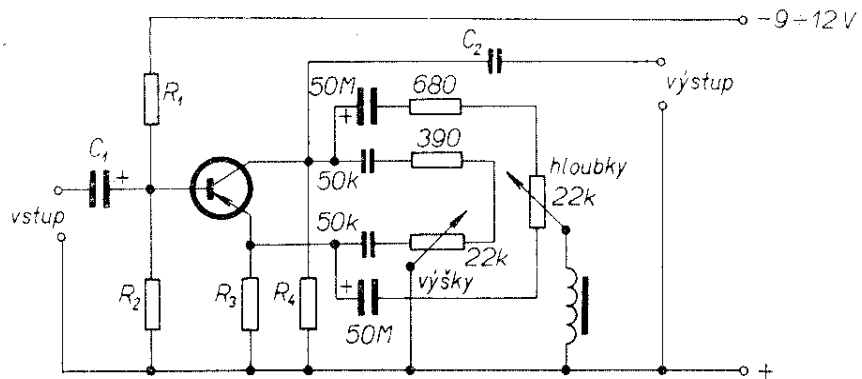 -9÷12V
C2
výstup
50M
680
R1
390
C1
+
+
hloubky
22k
50k
vstup
50k
výšky
22k
R2
R3
R4
+
50M
+